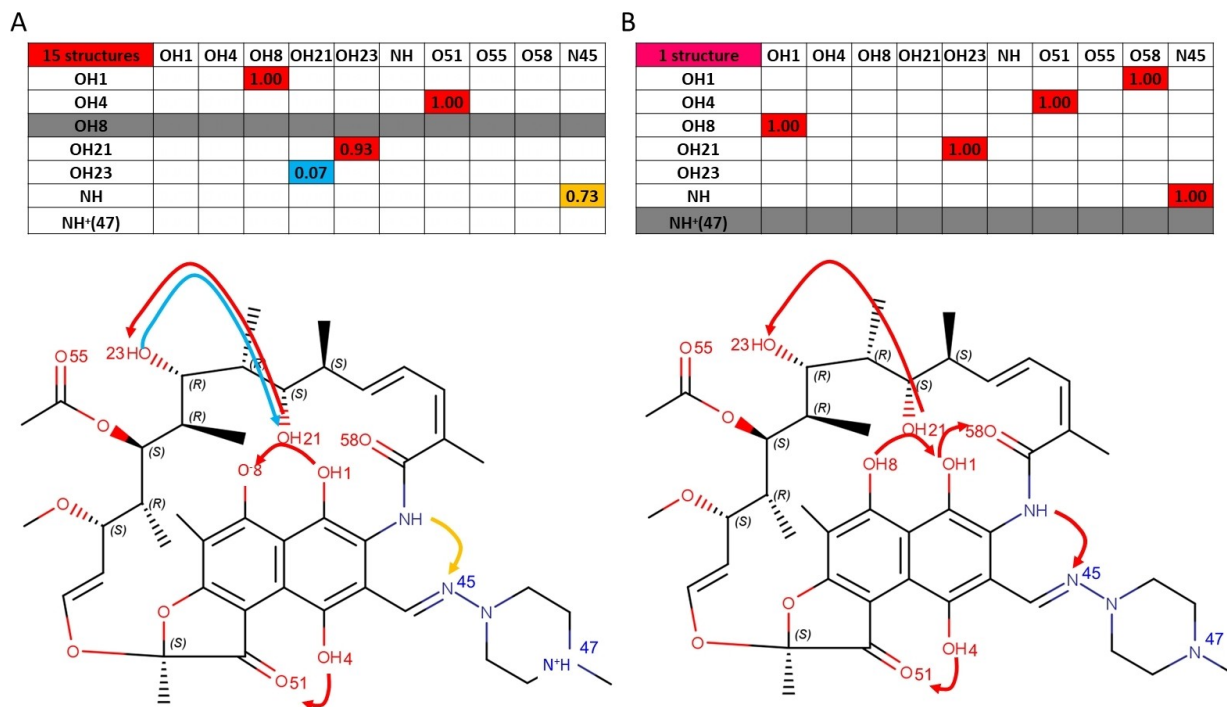 A
15 structures OH1 OH4 OH8 OH21 OH23 NH O51 O55 O58 N45
OH1 1.00
OH4 1.00
OH8
OH21 0.93
OH23 0.07
NH 0.73
NH⁺(47)
B
1 structure OH1 OH4 OH8 OH21 OH23 NH O51 O55 O58 N45
OH1 1.00
OH4 1.00
OH8 1.00
OH21 1.00
OH23
NH 1.00
NH⁺(47)
O55
23HO
(R)
(R)
(S)
(R)
O
(S)
OH21
58O
O
(R)
(S)
O⁻8
OH1
NH
N 45
O
N
(S)
O
47
N⁺H
OH4
O51
O55
23HO
(R)
(R)
(S)
(R)
O
(S)
OH21
58O
O
(R)
(S)
OH8
OH1
NH
N 45
O
N
(S)
O
47
N
OH4
O51